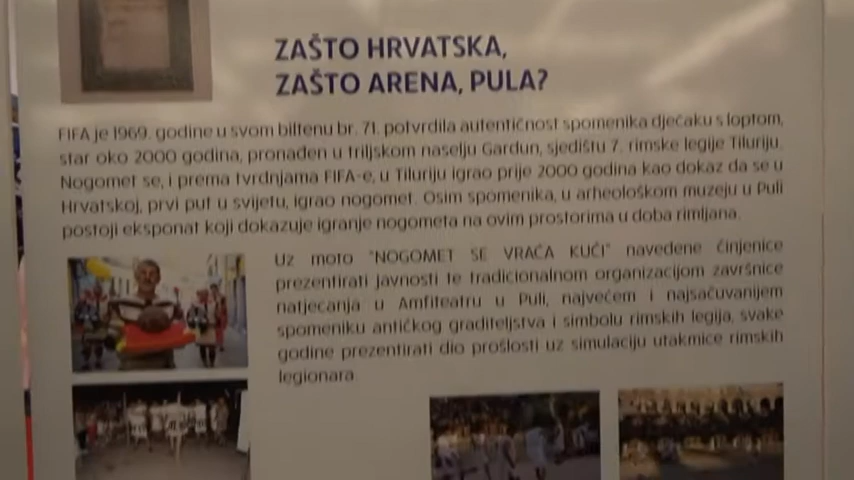 ZAŠTO HRVATSKA,
ZAŠTO ARENA, PULA?
FIFA je 1969. godine u svom biltenu br. 71. potvrdila autentičnost spomenika dječaku s loptom,
star oko 2000 godina, pronađen u triljskom naselju Gardun, sjedištu 7. rimske legije Tiluriju.
Nogomet se, i prema tvrdnjama FIFA-e, u Tiluriju igrao prije 2000 godina kao dokaz da se u
Hrvatskoj, prvi put u svijetu, igrao nogomet. Osim spomenika, u arheološkom muzeju u Puli
postoji eksponat koji dokazuje igranje nogometa na ovim prostorima u doba rimljana.
Uz moto "NOGOMET SE VRAĆA KUĆI" navedene činjenice
prezentirati javnosti te tradicionalnom organizacijom završnice
natjecanja u Amfiteatru u Puli, najvećem i najsačuvanijem
spomeniku antičkog graditeljstva i simbolu rimskih legija, svake
godine prezentirati dio prošlosti uz simulaciju utakmice rimskih
legionara.